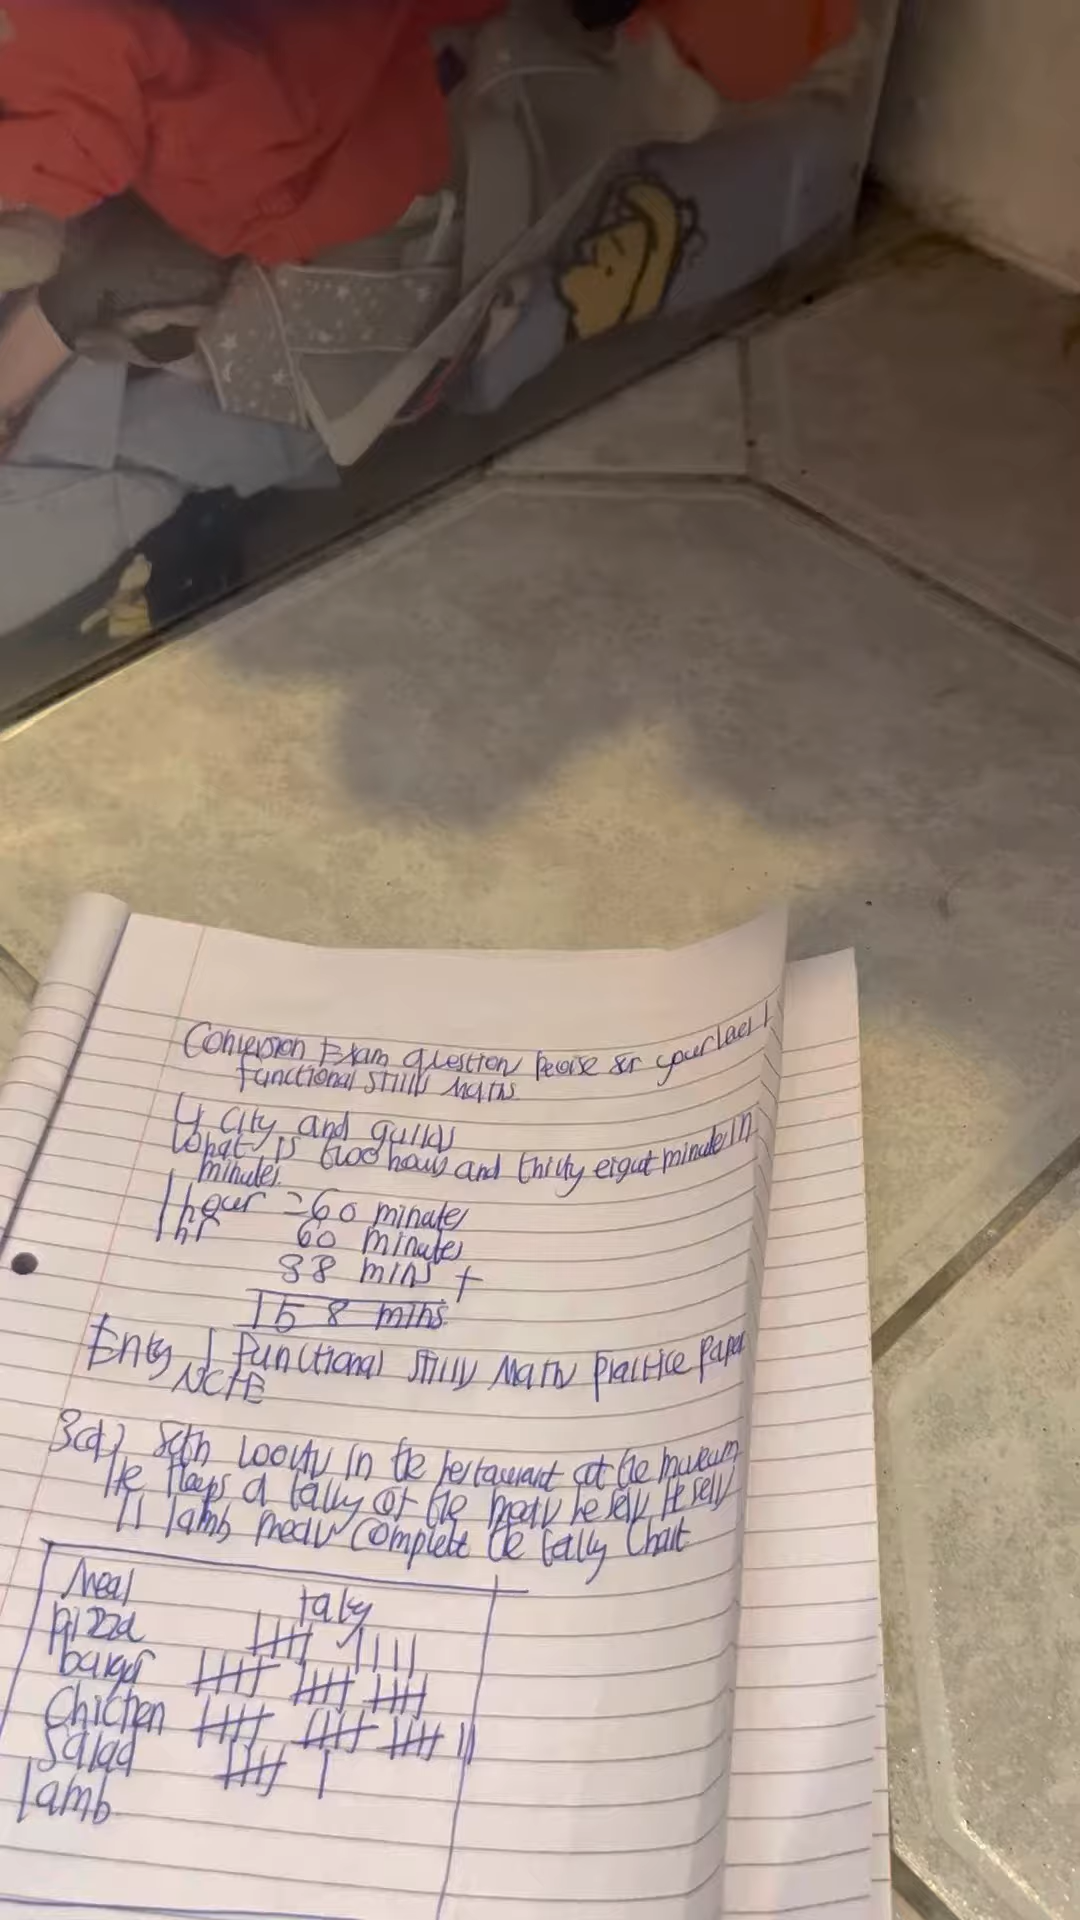 Conversion Exam question Revise for your level 1
functional skills Maths
4 city and guilds
What is two hours and thirty eight minutes in
minutes.
1 hour = 60 minutes
1 hr 60 minutes
38 mins +
158 mins
Entry 1 functional skills Maths practice paper
NCFE
3(a) Seth works in the restaurant at the museum
He keeps a tally of the meals he sells He sells
11 lamb meals complete the tally chart
Meal tally
pizza
burger
chicken
salad
lamb